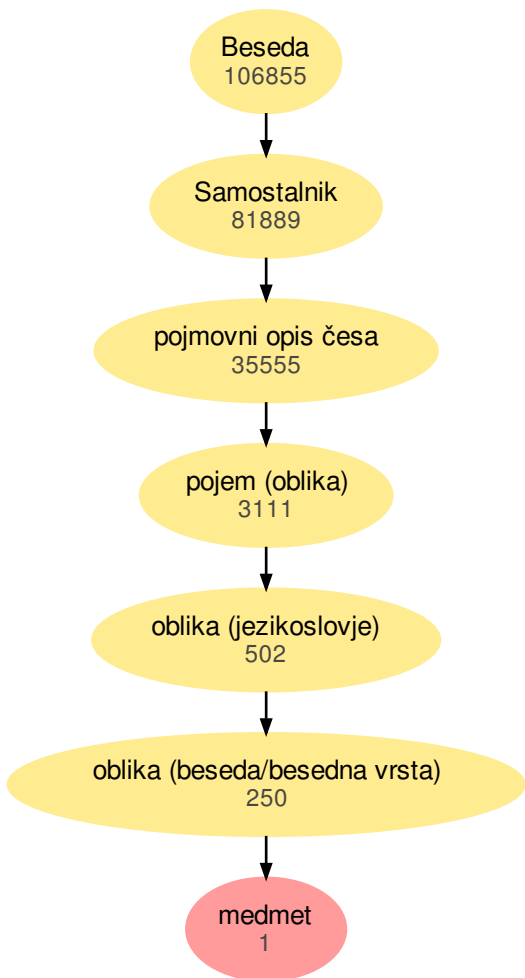 Beseda
106855
Samostalnik
81889
pojmovni opis česa
35555
pojem (oblika)
3111
oblika (jezikoslovje)
502
oblika (beseda/besedna vrsta)
250
medmet
1